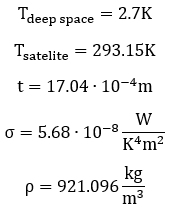 T_deep space = 2.7K
T_satelite = 293.15K
t = 17.04 · 10⁻⁴m
σ = 5.68 · 10⁻⁸ W/(K⁴m²)
ρ = 921.096 kg/m³